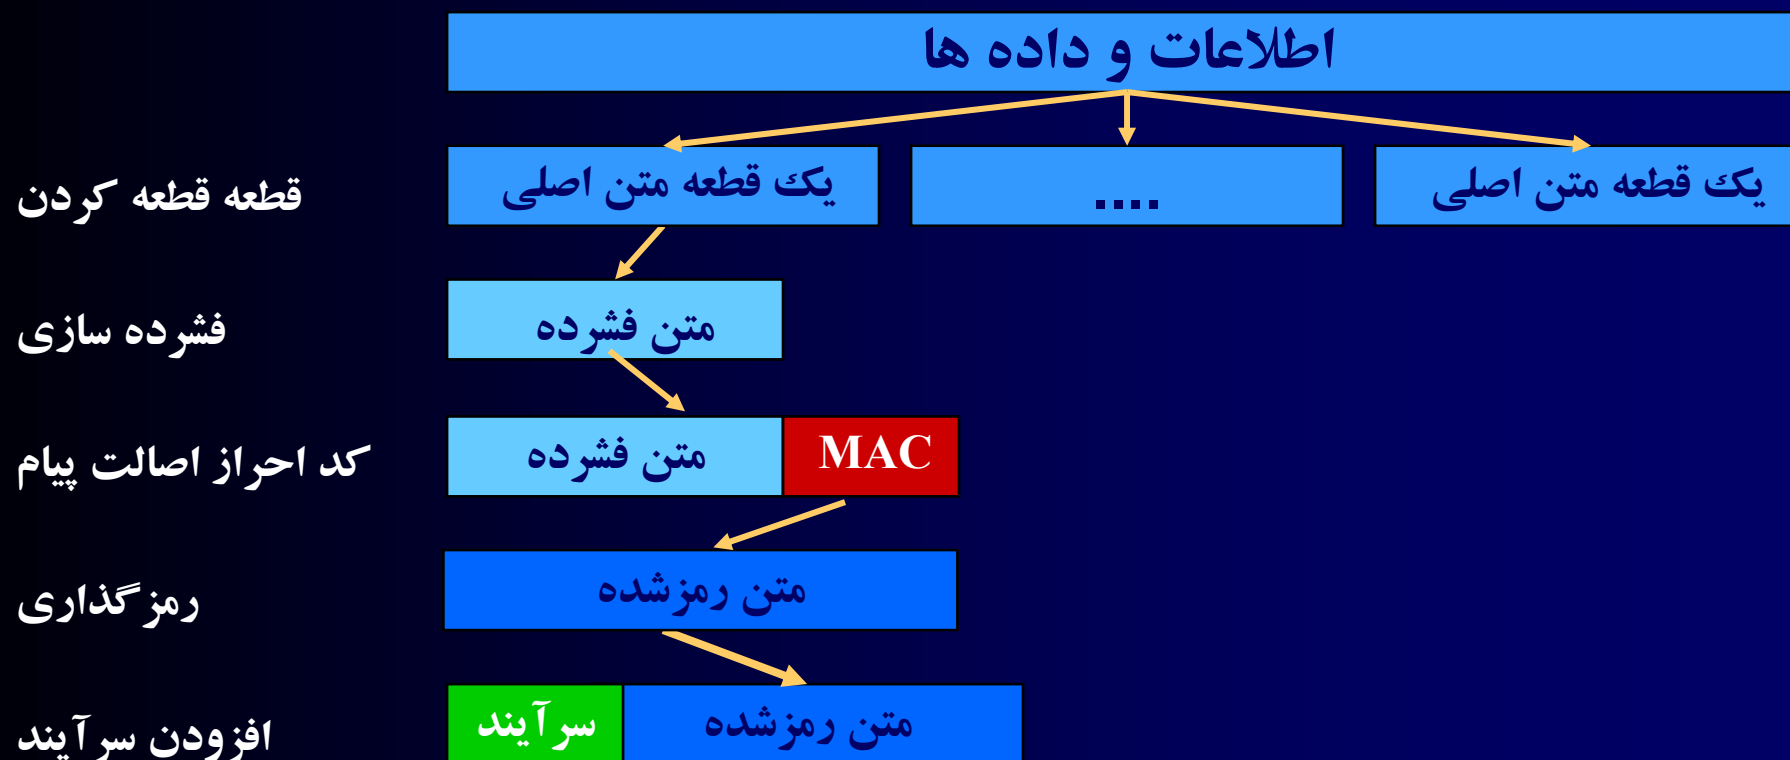 اطلاعات و داده ها
قطعه قطعه کردن
یک قطعه متن اصلی
....
یک قطعه متن اصلی
فشرده سازی
متن فشرده
کد احراز اصالت پیام
متن فشرده
MAC
رمزگذاری
متن رمزشده
افزودن سرآیند
سرآیند
متن رمزشده